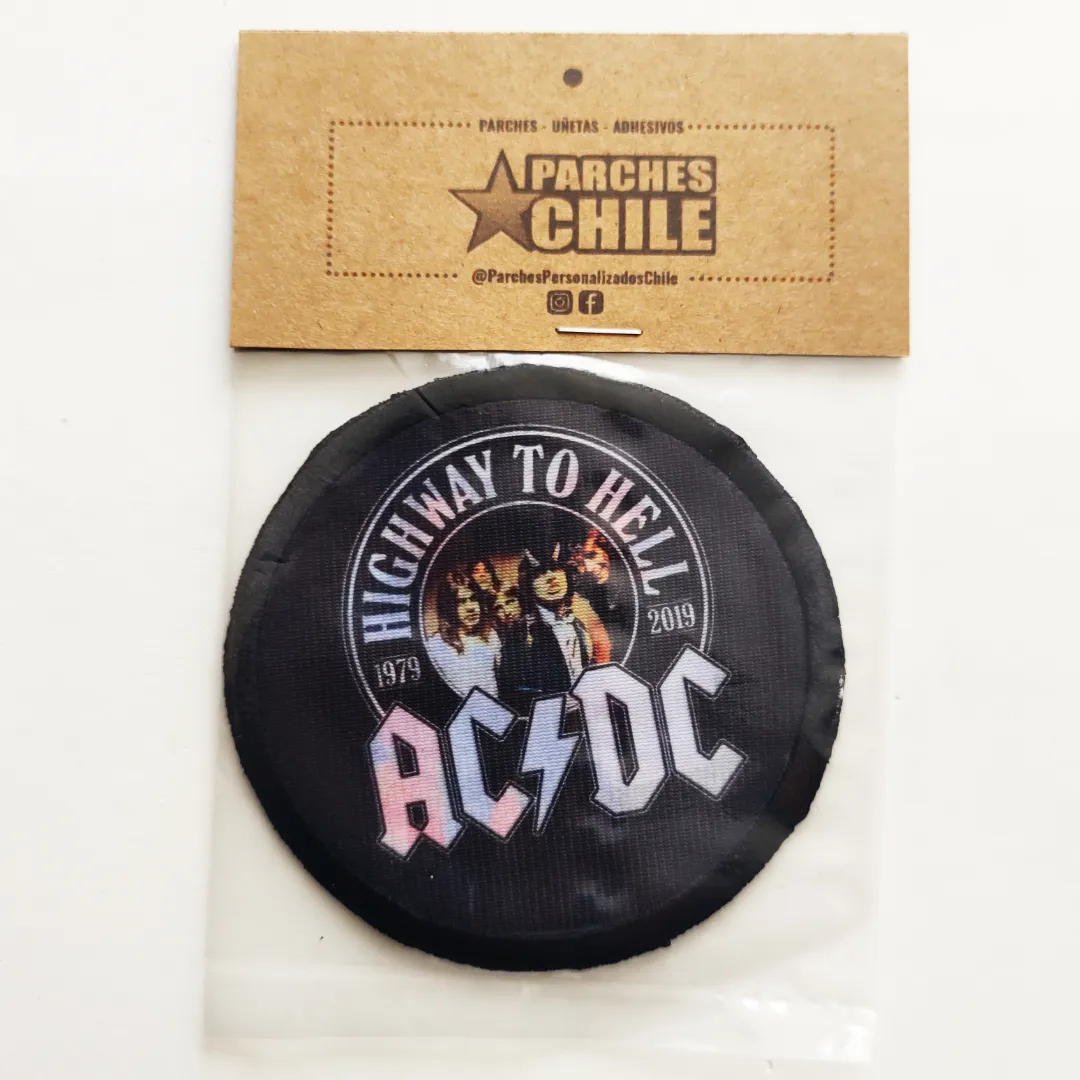 PARCHES - UÑETAS - ADHESIVOS
PARCHES
CHILE
@ParchesPersonalizadosChile
HIGHWAY TO HELL
1979
2019
AC⚡DC